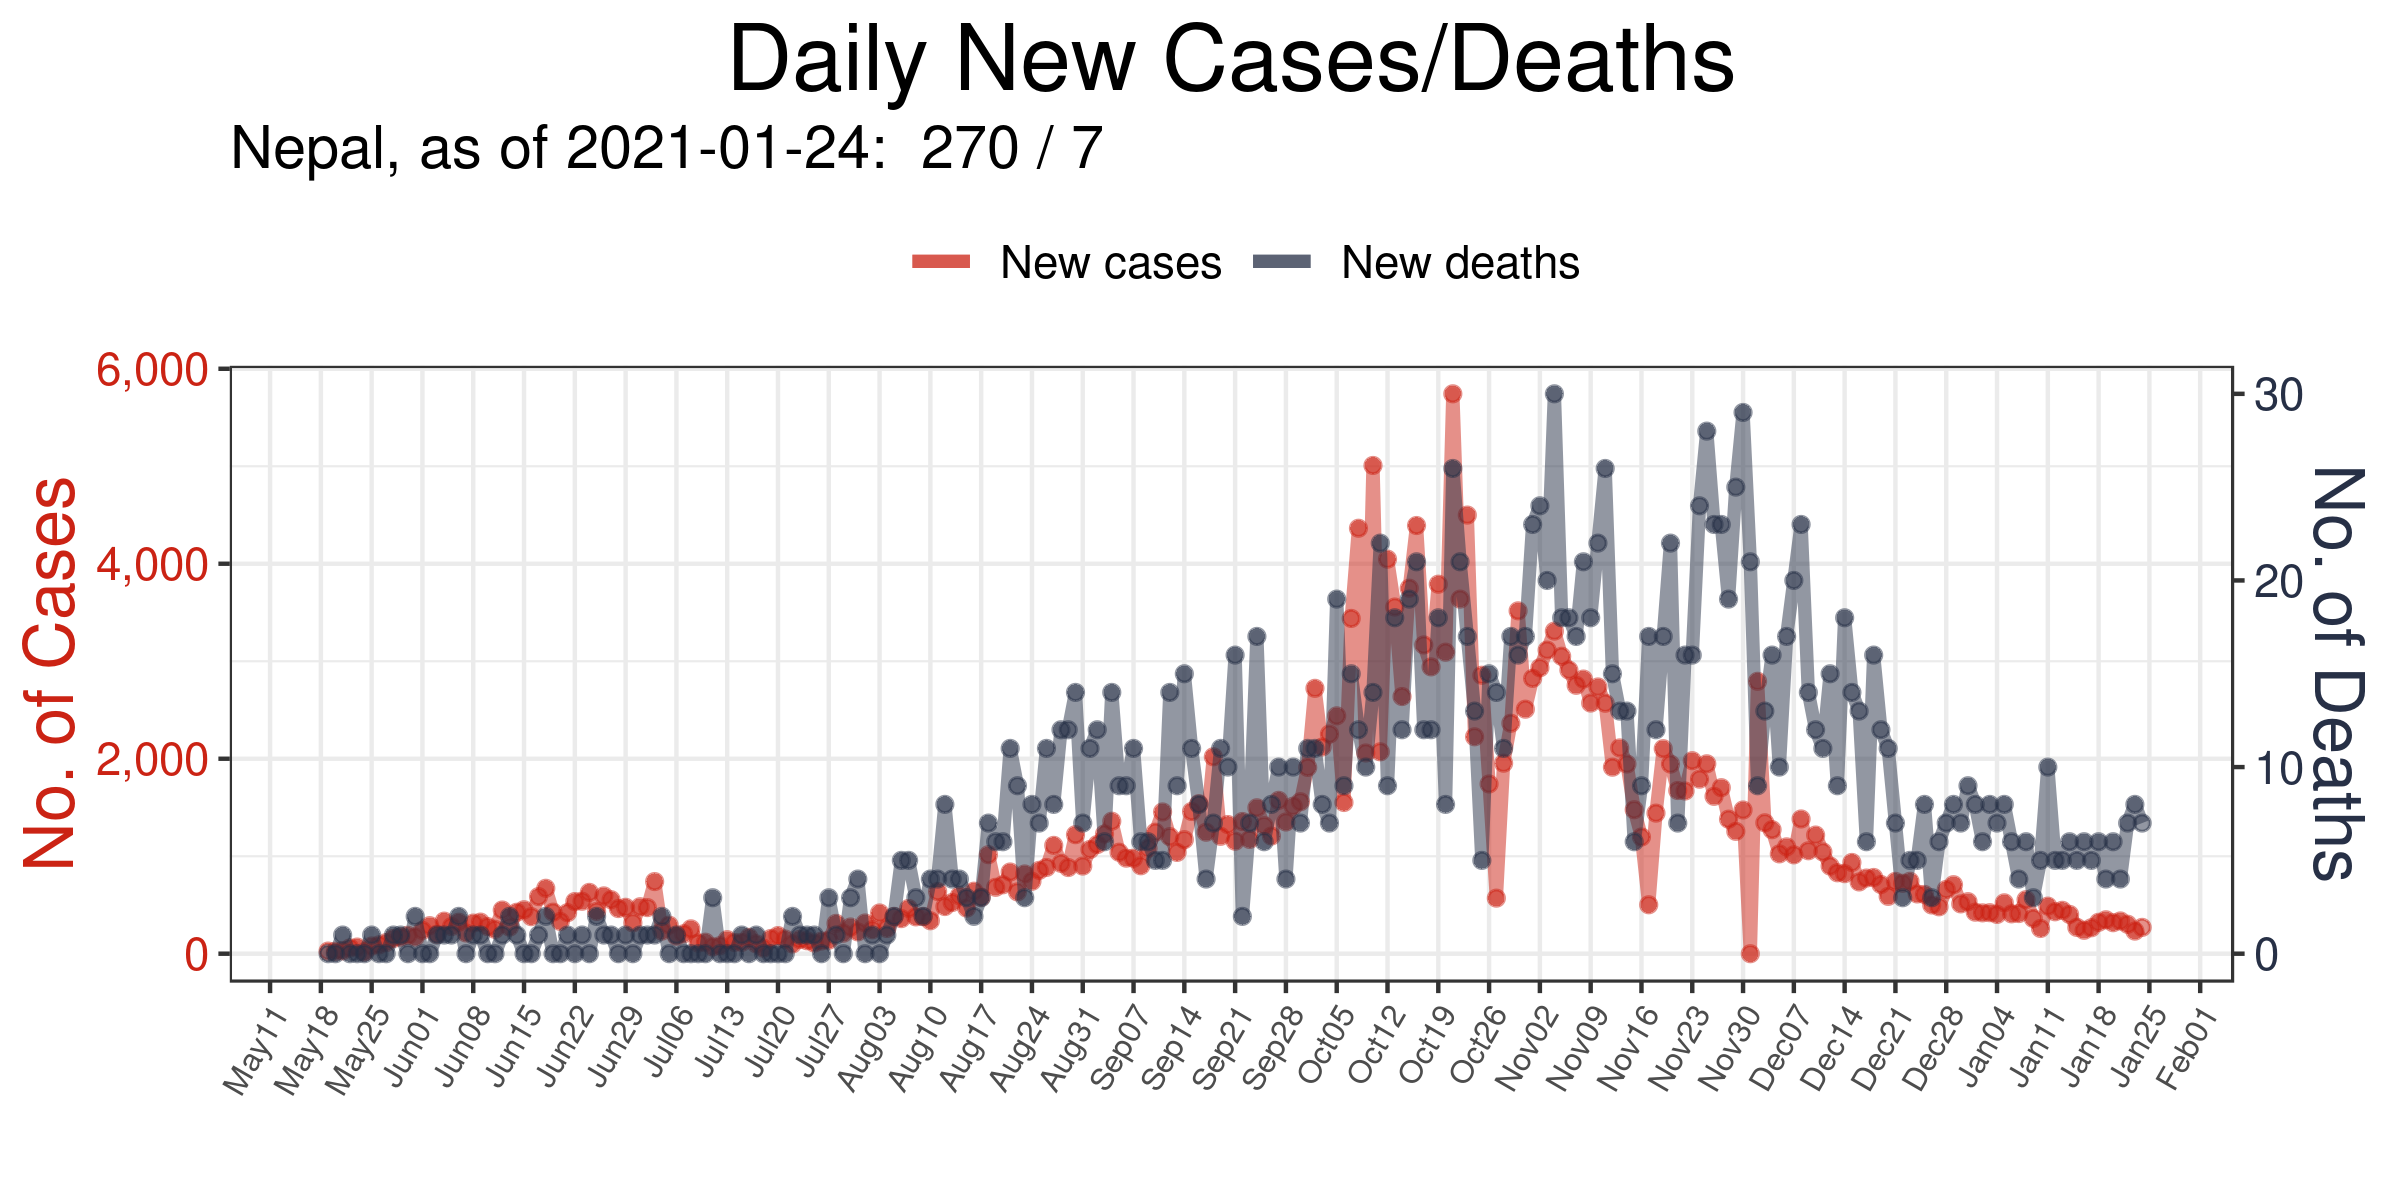 Daily New Cases/Deaths
Nepal, as of 2021-01-24:  270 / 7
New cases New deaths
No. of Cases
6,000
4,000
2,000
0
30
20
10
0
No. of Deaths
May11 May18 May25 Jun01 Jun08 Jun15 Jun22 Jun29 Jul06 Jul13 Jul20 Jul27 Aug03 Aug10 Aug17 Aug24 Aug31 Sep07 Sep14 Sep21 Sep28 Oct05 Oct12 Oct19 Oct26 Nov02 Nov09 Nov16 Nov23 Nov30 Dec07 Dec14 Dec21 Dec28 Jan04 Jan11 Jan18 Jan25 Feb01